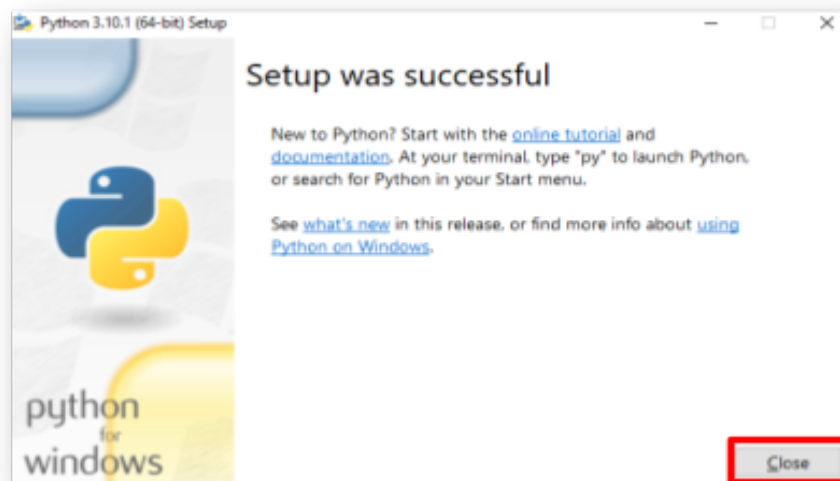 Python 3.10.1 (64-bit) Setup
Setup was successful
New to Python? Start with the online tutorial and
documentation. At your terminal, type "py" to launch Python,
or search for Python in your Start menu.
See what's new in this release, or find more info about using
Python on Windows.
python
for
windows
Close